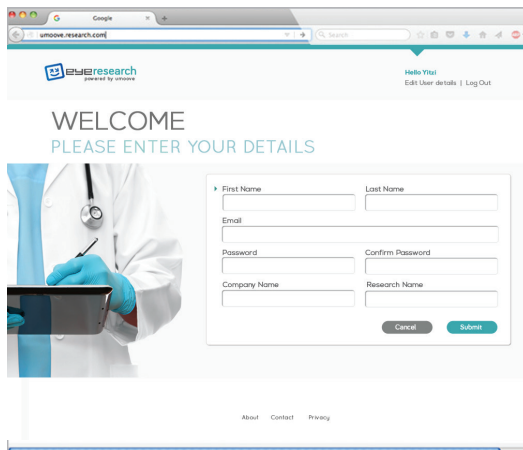 Google
umoove.research.com
Search
eyeresearch
powered by umoove
Hello Yitsi
Edit User details | Log Out
WELCOME
PLEASE ENTER YOUR DETAILS
First Name
Last Name
Email
Password
Confirm Password
Company Name
Research Name
Cancel
Submit
About Contact Privacy